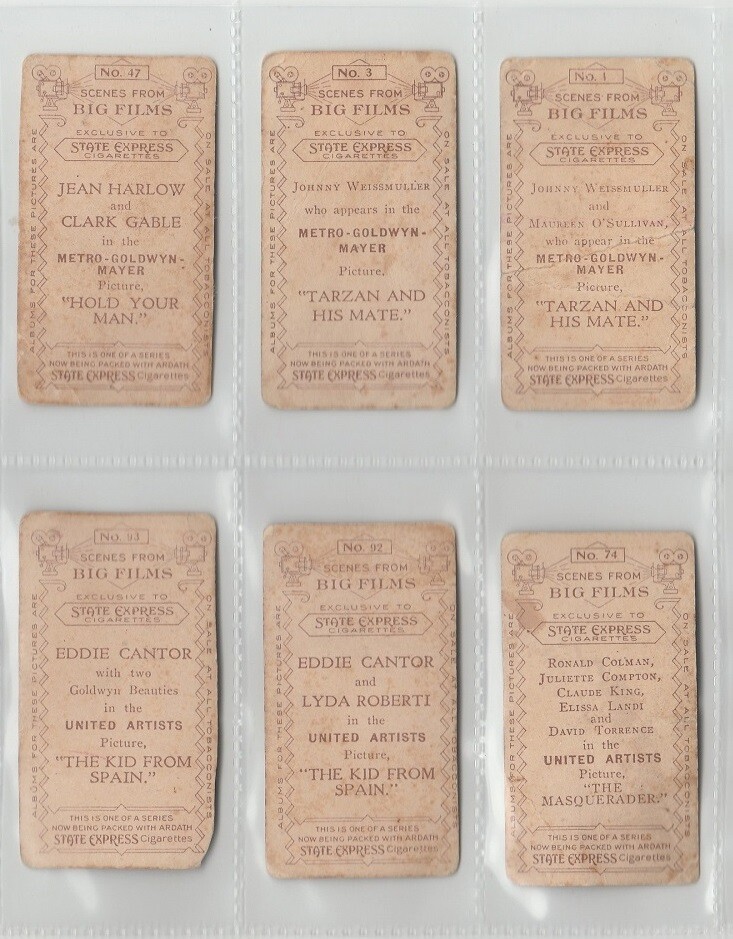 No. 47
SCENES FROM
BIG FILMS
EXCLUSIVE TO
STATE EXPRESS
CIGARETTES
ALBUMS FOR THESE PICTURES ARE
ON SALE AT ALL TOBACCONISTS
JEAN HARLOW
and
CLARK GABLE
in the
METRO-GOLDWYN-
MAYER
Picture,
"HOLD YOUR
MAN."
THIS IS ONE OF A SERIES
NOW BEING PACKED WITH ARDATH
STATE EXPRESS Cigarettes
No. 3
SCENES FROM
BIG FILMS
EXCLUSIVE TO
STATE EXPRESS
CIGARETTES
ALBUMS FOR THESE PICTURES ARE
ON SALE AT ALL TOBACCONISTS
JOHNNY WEISSMULLER
who appears in the
METRO-GOLDWYN-
MAYER
Picture,
"TARZAN AND
HIS MATE."
THIS IS ONE OF A SERIES
NOW BEING PACKED WITH ARDATH
STATE EXPRESS Cigarettes
No. 1
SCENES FROM
BIG FILMS
EXCLUSIVE TO
STATE EXPRESS
CIGARETTES
ALBUMS FOR THESE PICTURES ARE
ON SALE AT ALL TOBACCONISTS
JOHNNY WEISSMULLER
and
MAUREEN O'SULLIVAN,
who appear in the
METRO-GOLDWYN-
MAYER
Picture,
"TARZAN AND
HIS MATE."
THIS IS ONE OF A SERIES
NOW BEING PACKED WITH ARDATH
STATE EXPRESS Cigarettes
No. 93
SCENES FROM
BIG FILMS
EXCLUSIVE TO
STATE EXPRESS
CIGARETTES
ALBUMS FOR THESE PICTURES ARE
ON SALE AT ALL TOBACCONISTS
EDDIE CANTOR
with two
Goldwyn Beauties
in the
UNITED ARTISTS
Picture,
"THE KID FROM
SPAIN."
THIS IS ONE OF A SERIES
NOW BEING PACKED WITH ARDATH
STATE EXPRESS Cigarettes
No. 92
SCENES FROM
BIG FILMS
EXCLUSIVE TO
STATE EXPRESS
CIGARETTES
ALBUMS FOR THESE PICTURES ARE
ON SALE AT ALL TOBACCONISTS
EDDIE CANTOR
and
LYDA ROBERTI
in the
UNITED ARTISTS
Picture,
"THE KID FROM
SPAIN."
THIS IS ONE OF A SERIES
NOW BEING PACKED WITH ARDATH
STATE EXPRESS Cigarettes
No. 74
SCENES FROM
BIG FILMS
EXCLUSIVE TO
STATE EXPRESS
CIGARETTES
ALBUMS FOR THESE PICTURES ARE
ON SALE AT ALL TOBACCONISTS
RONALD COLMAN,
JULIETTE COMPTON,
CLAUDE KING,
ELISSA LANDI
and
DAVID TORRENCE
in the
UNITED ARTISTS
Picture,
"THE
MASQUERADER."
THIS IS ONE OF A SERIES
NOW BEING PACKED WITH ARDATH
STATE EXPRESS Cigarettes